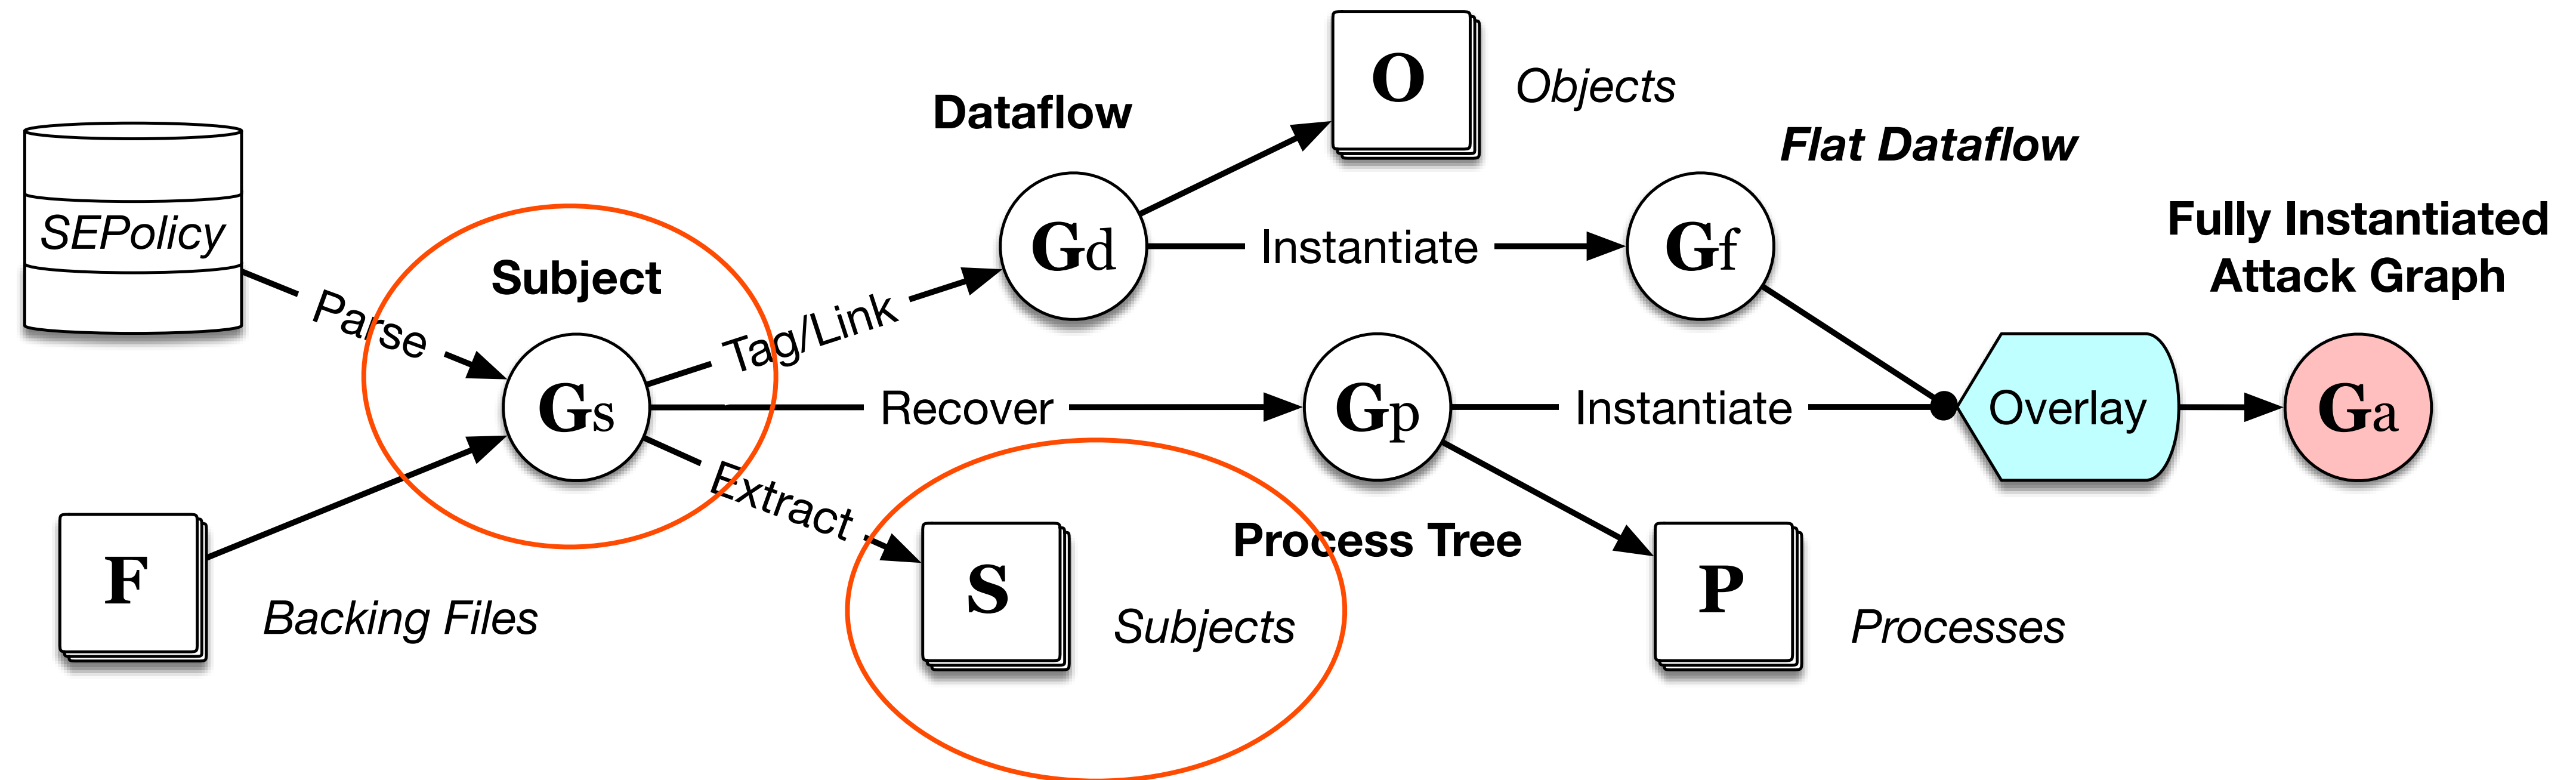 O
Objects
Dataflow
Flat Dataflow
SEPolicy
Gd
Instantiate
Gf
Fully Instantiated
Attack Graph
Subject
Parse
Tag/Link
Gs
Recover
Gp
Instantiate
Overlay
Ga
Extract
Process Tree
F
Backing Files
S
Subjects
P
Processes